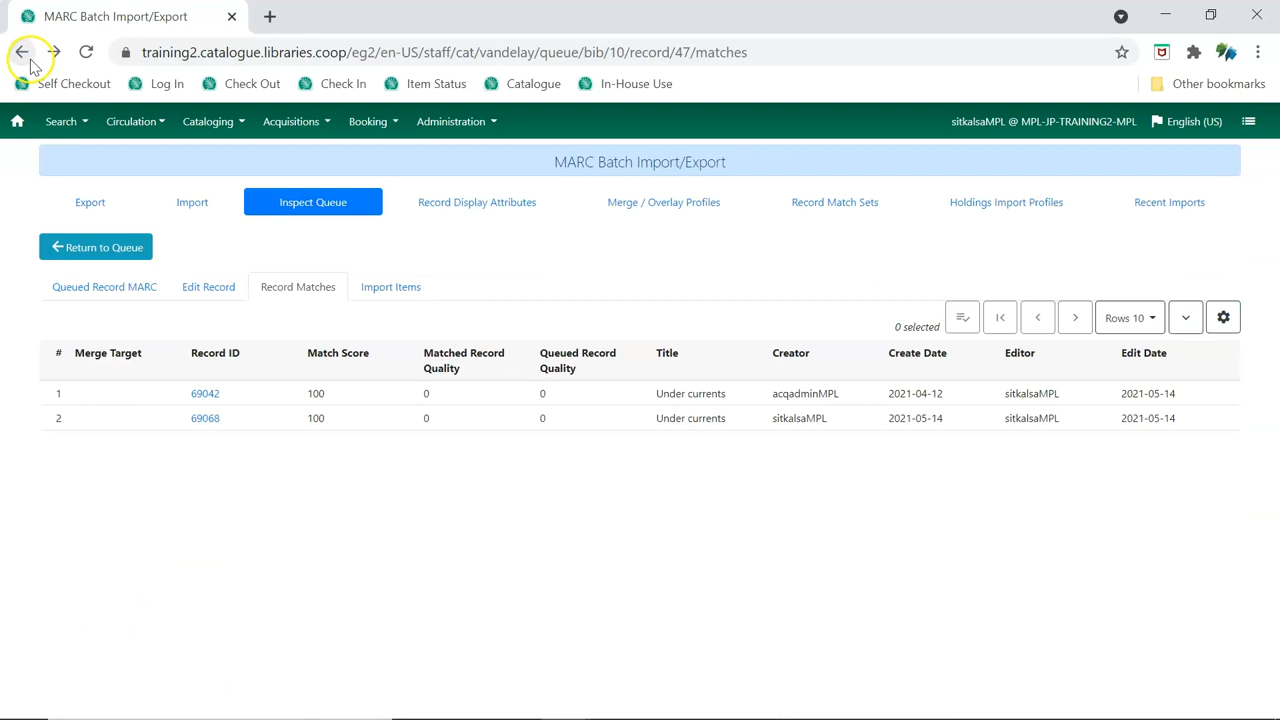 MARC Batch Import/Export
training2.catalogue.libraries.coop/eg2/en-US/staff/cat/vandelay/queue/bib/10/record/47/matches
Self Checkout Log In Check Out Check In Item Status Catalogue In-House Use Other bookmarks
Search Circulation Cataloging Acquisitions Booking Administration sitkalsaMPL @ MPL-JP-TRAINING2-MPL English (US)
MARC Batch Import/Export
Export Import Inspect Queue Record Display Attributes Merge / Overlay Profiles Record Match Sets Holdings Import Profiles Recent Imports
Return to Queue
Queued Record MARC Edit Record Record Matches Import Items
0 selected Rows 10
# Merge Target Record ID Match Score Matched Record Quality Queued Record Quality Title Creator Create Date Editor Edit Date
1 69042 100 0 0 Under currents acqadminMPL 2021-04-12 sitkalsaMPL 2021-05-14
2 69068 100 0 0 Under currents sitkalsaMPL 2021-05-14 sitkalsaMPL 2021-05-14